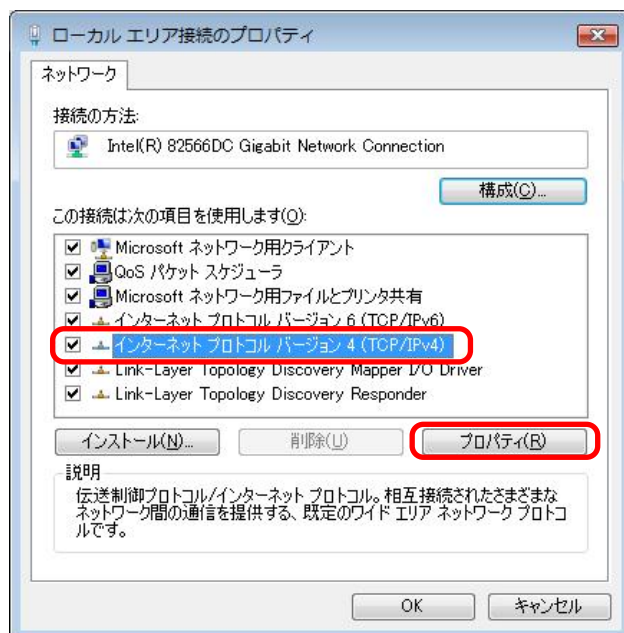 ローカル エリア接続のプロパティ
ネットワーク
接続の方法:
Intel(R) 82566DC Gigabit Network Connection
構成(C)...
この接続は次の項目を使用します(O):
Microsoft ネットワーク用クライアント
QoS パケット スケジューラ
Microsoft ネットワーク用ファイルとプリンタ共有
インターネット プロトコル バージョン 6 (TCP/IPv6)
インターネット プロトコル バージョン 4 (TCP/IPv4)
Link-Layer Topology Discovery Mapper I/O Driver
Link-Layer Topology Discovery Responder
インストール(N)...
削除(U)
プロパティ(R)
説明
伝送制御プロトコル/インターネット プロトコル。相互接続されたさまざまな
ネットワーク間の通信を提供する、既定のワイド エリア ネットワーク プロトコ
ルです。
OK
キャンセル